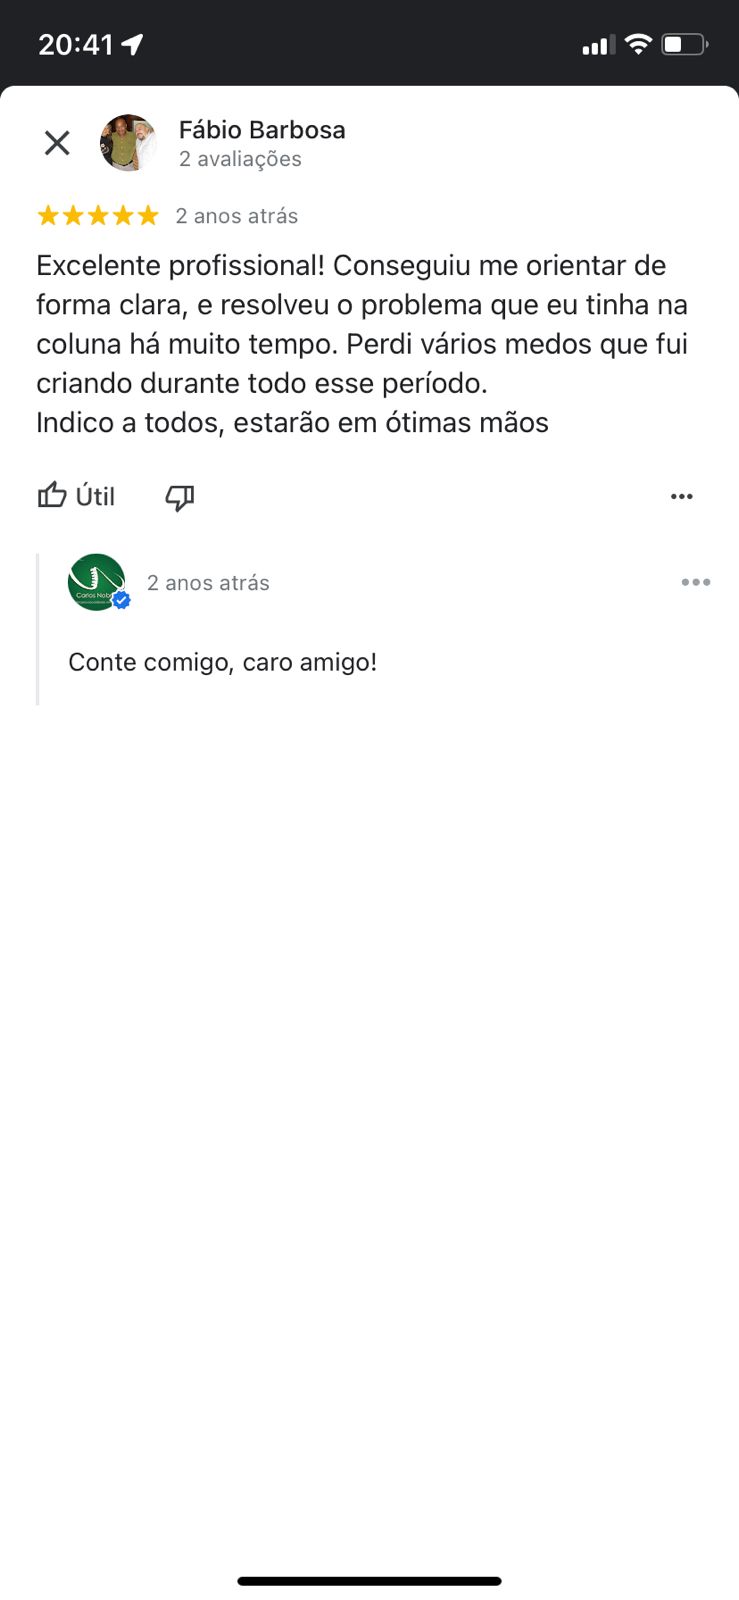 20:41
Fábio Barbosa
2 avaliações
2 anos atrás
Excelente profissional! Conseguiu me orientar de
forma clara, e resolveu o problema que eu tinha na
coluna há muito tempo. Perdi vários medos que fui
criando durante todo esse período.
Indico a todos, estarão em ótimas mãos
Útil
2 anos atrás
Carlos
Conte comigo, caro amigo!